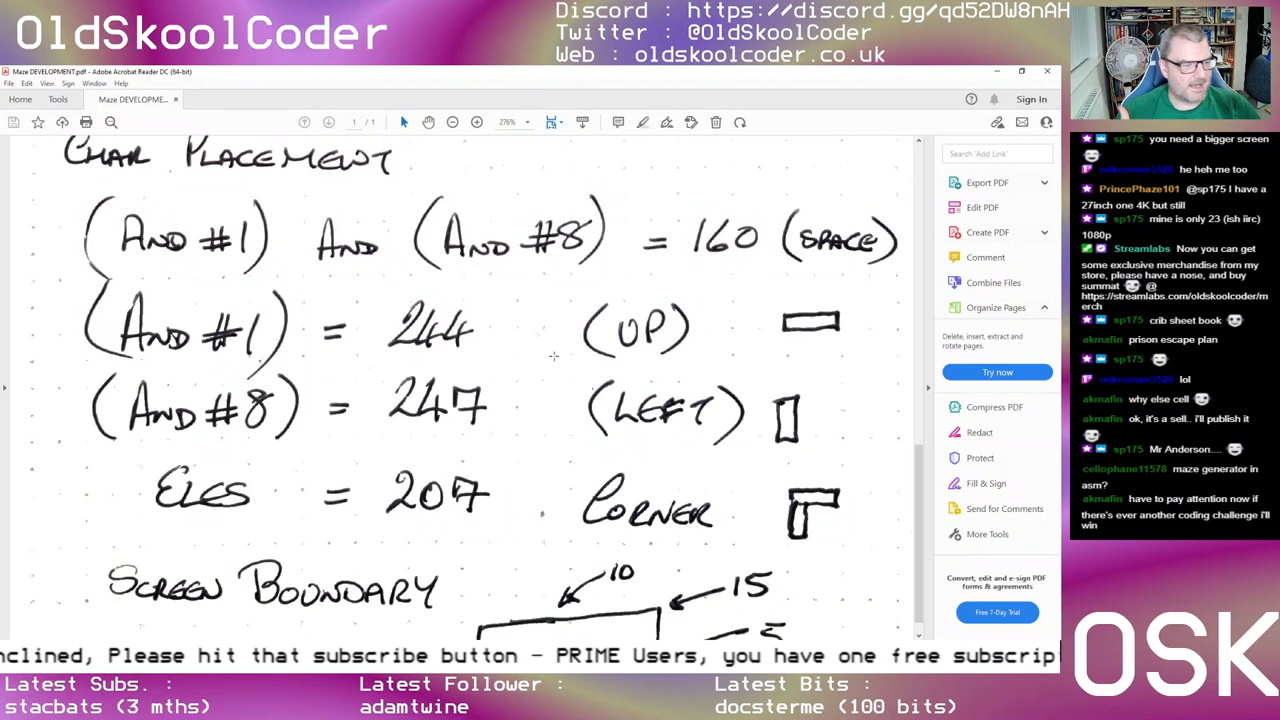 OldSkoolCoder
Discord : https://discord.gg/qd52DW8nAH
Twitter : @OldSkoolCoder
Web : oldskoolcoder.co.uk
Maze DEVELOPMENT.pdf - Adobe Acrobat Reader DC (64-bit)
File Edit View Sign Window Help
Home Tools Maze DEVELOPME... ×
Sign In
1 / 1 276%
CHAR PLACEMENT
(AND #1) AND (AND #8) = 160 (SPACE)
(AND #1) = 244 (UP)
(AND #8) = 247 (LEFT)
ELES = 207 CORNER
SCREEN BOUNDARY
10
15
5
Search 'Add Link'
Export PDF
Edit PDF
Create PDF
Comment
Combine Files
Organize Pages
Delete, insert, extract and
rotate pages.
Try now
Compress PDF
Redact
Protect
Fill & Sign
Send for Comments
More Tools
Convert, edit and e-sign PDF
forms & agreements
Free 7-Day Trial
sp175 you need a bigger screen
he heh me too
PrincePhaze101 @sp175 I have a
27inch one 4K but still
sp175 mine is only 23 (ish iirc)
1080p
Streamlabs Now you can get
some exclusive merchandise from my
store, please have a nose, and buy
summat @
https://streamlabs.com/oldskoolcoder/m
erch
sp175 crib sheet book
akmafin prison escape plan
sp175
lol
akmafin why else cell
akmafin ok, it's a sell.. i'll publish it
sp175 Mr Anderson....
cellophane11578 maze generator in
asm?
akmafin have to pay attention now if
there's ever another coding challenge i'll
win
nclined, Please hit that subscribe button - PRIME Users, you have one free subscrip
Latest Subs. :
stacbats (3 mths)
Latest Follower :
adamtwine
Latest Bits :
docsterme (100 bits)
OSK